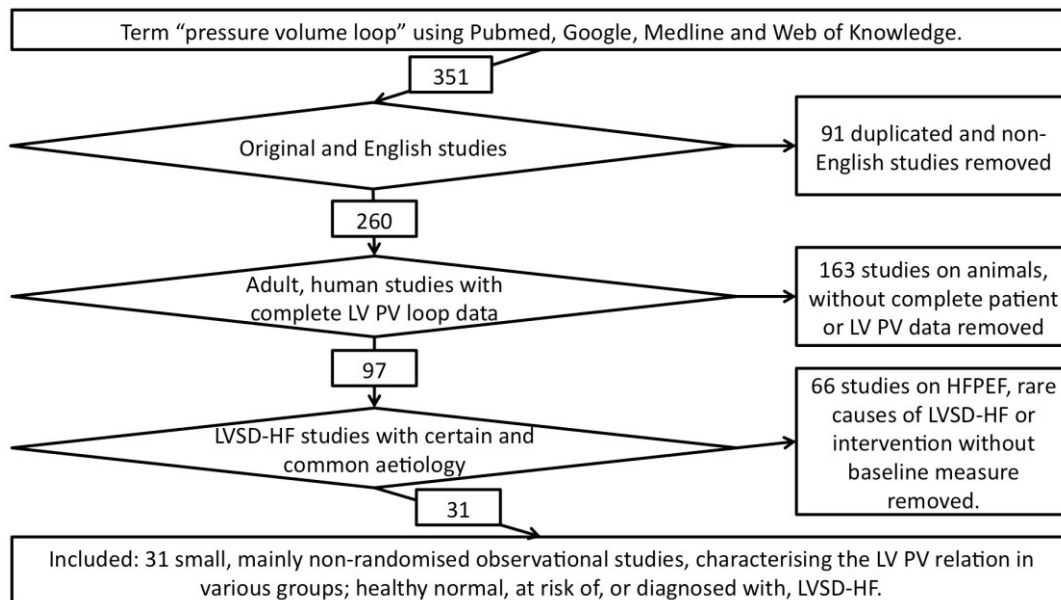 Term “pressure volume loop” using Pubmed, Google, Medline and Web of Knowledge.
351
Original and English studies
91 duplicated and non-
English studies removed
260
Adult, human studies with
complete LV PV loop data
163 studies on animals,
without complete patient
or LV PV data removed
97
LVSD-HF studies with certain and
common aetiology
66 studies on HFPEF, rare
causes of LVSD-HF or
intervention without
baseline measure
removed.
31
Included: 31 small, mainly non-randomised observational studies, characterising the LV PV relation in
various groups; healthy normal, at risk of, or diagnosed with, LVSD-HF.